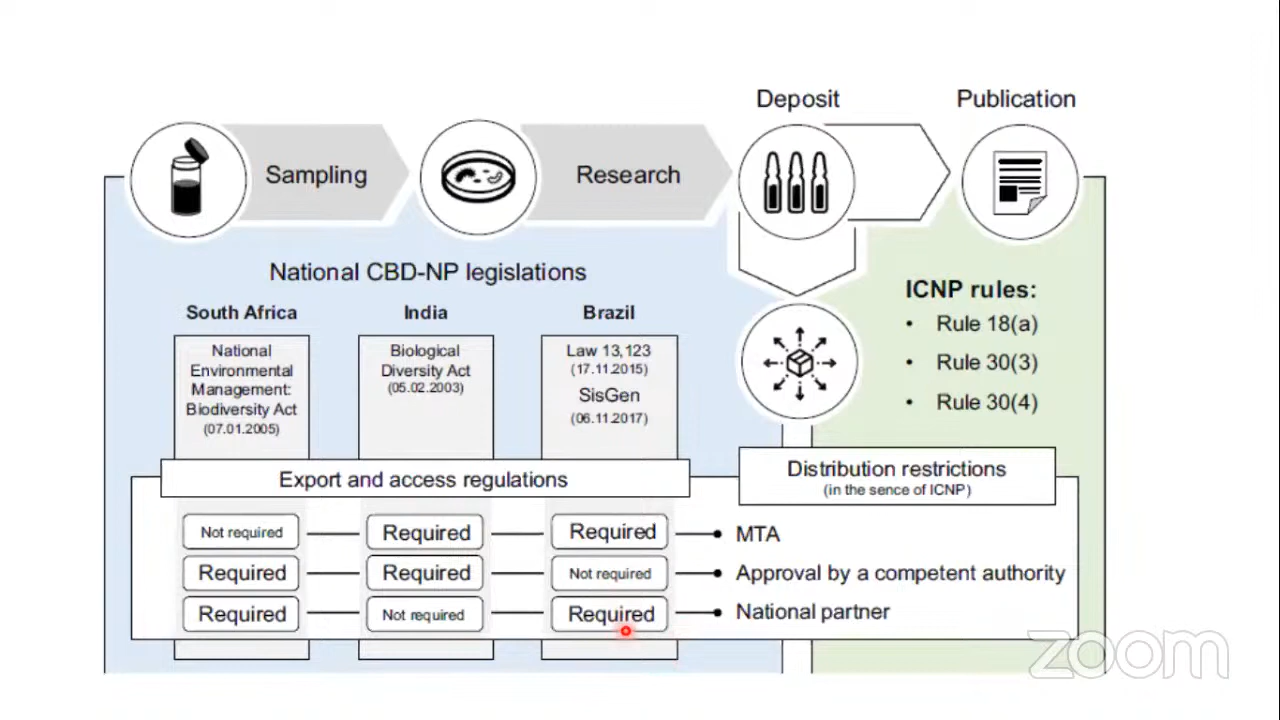 Deposit
Publication
Sampling
Research
National CBD-NP legislations
South Africa
India
Brazil
National
Environmental
Management:
Biodiversity Act
(07.01.2005)
Biological
Diversity Act
(05.02.2003)
Law 13,123
(17.11.2015)
SisGen
(06.11.2017)
ICNP rules:
• Rule 18(a)
• Rule 30(3)
• Rule 30(4)
Export and access regulations
Distribution restrictions
(in the sence of ICNP)
Not required
Required
Required
MTA
Required
Required
Not required
Approval by a competent authority
Required
Not required
Required
National partner
zoom